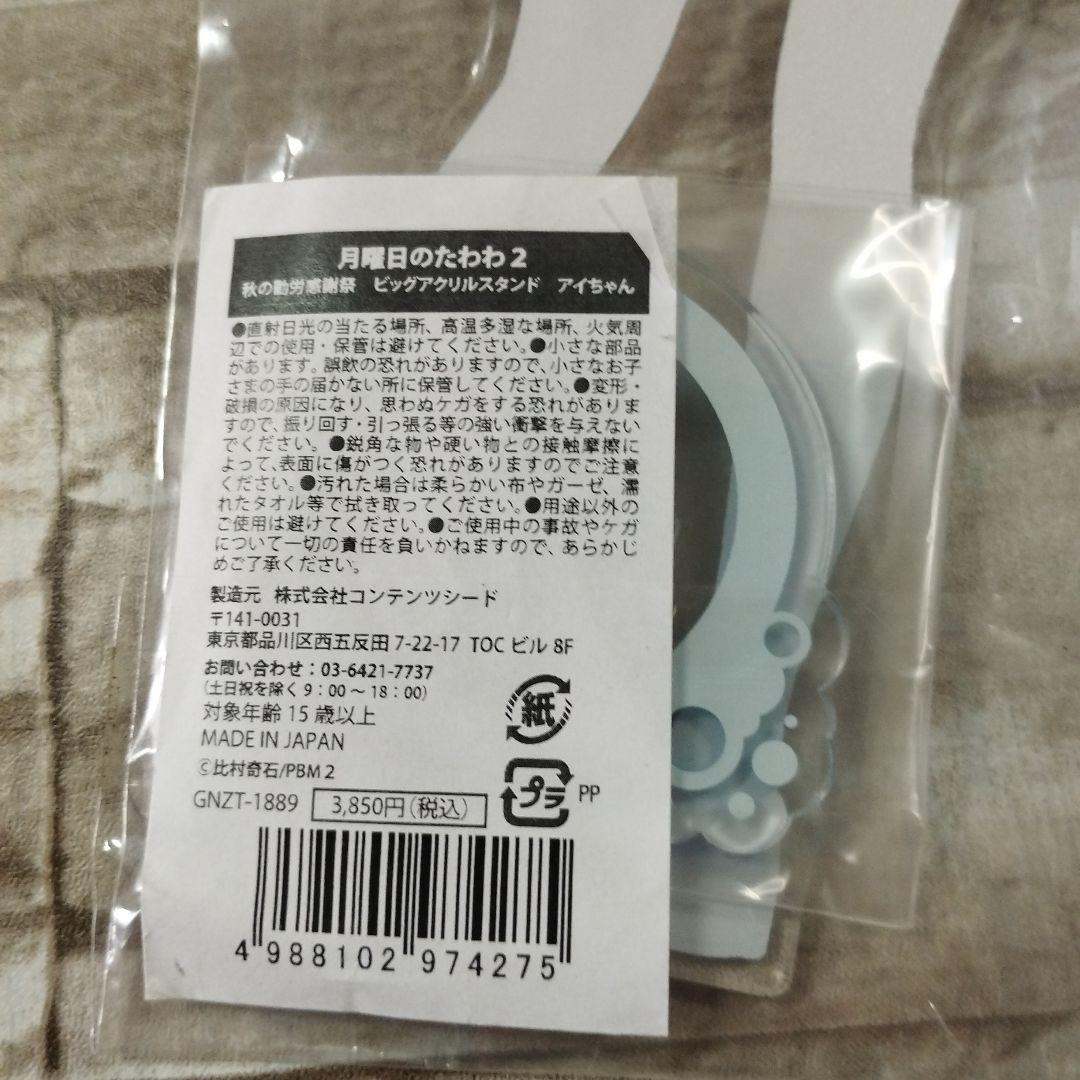 月曜日のたわわ2
秋の勤労感謝祭　ビッグアクリルスタンド　アイちゃん
●直射日光の当たる場所、高温多湿な場所、火気周
辺での使用・保管は避けてください。●小さな部品
があります。誤飲の恐れがありますので、小さなお子
さまの手の届かない所に保管してください。●変形・
破損の原因になり、思わぬケガをする恐れがありま
すので、振り回す・引っ張る等の強い衝撃を与えない
でください。●鋭角な物や硬い物との接触摩擦に
よって、表面に傷がつく恐れがありますのでご注意
ください。●汚れた場合は柔らかい布やガーゼ、濡
れたタオル等で拭き取ってください。●用途以外の
ご使用は避けてください。●ご使用中の事故やケガ
について一切の責任を負いかねますので、あらかじ
めご了承ください。
製造元　株式会社コンテンツシード
〒141-0031
東京都品川区西五反田7-22-17 TOCビル8F
お問い合わせ：03-6421-7737
（土日祝を除く9：00～18：00）
対象年齢15歳以上
MADE IN JAPAN
紙
©比村奇石/PBM2
プラ PP
GNZT-1889 3,850円（税込）
4 988102 974275